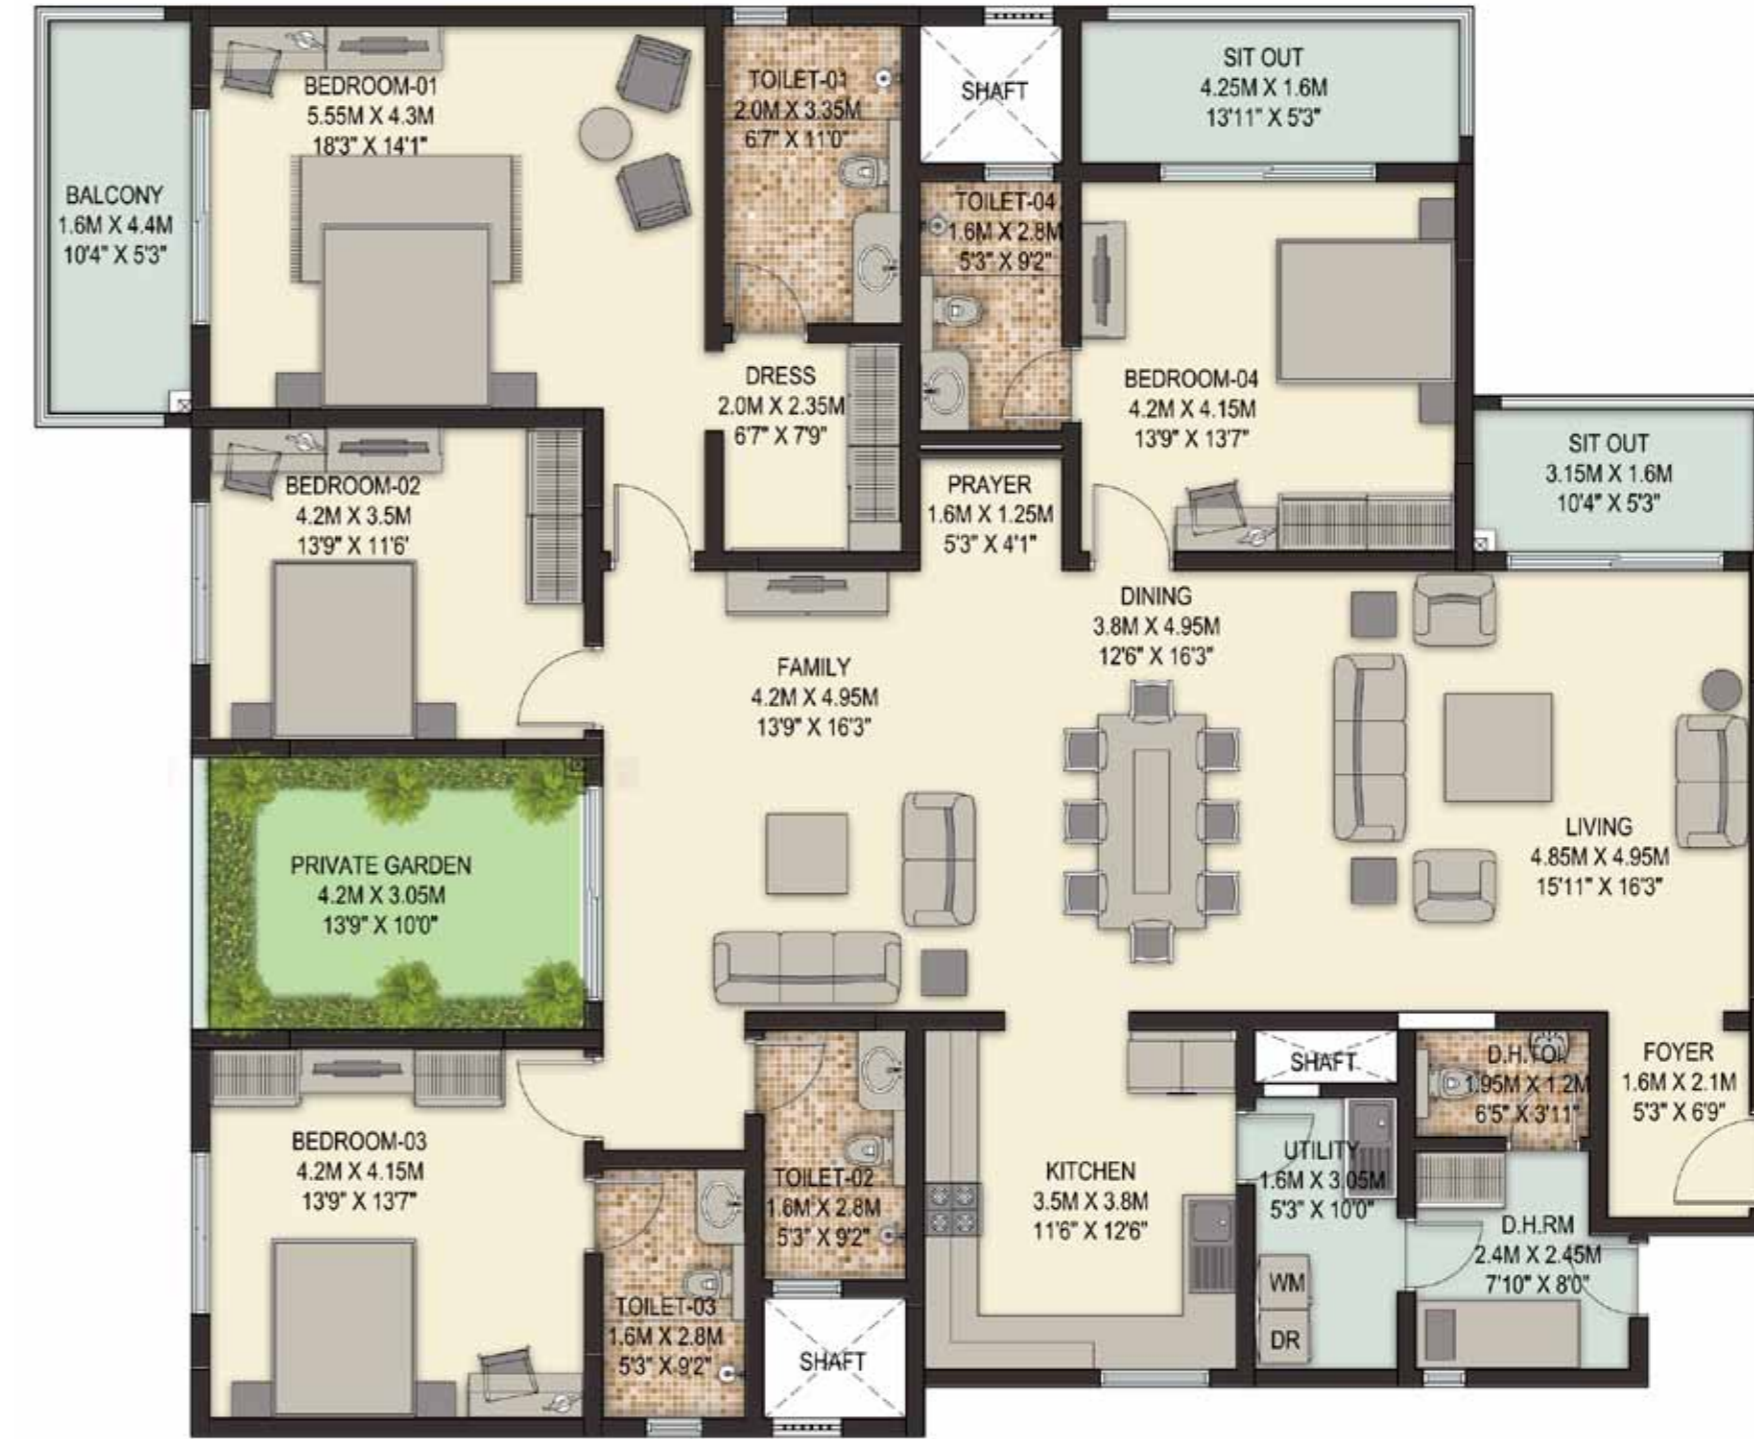 BEDROOM-01
5.55M X 4.3M
18'3" X 14'1"
BALCONY
1.6M X 4.4M
10'4" X 5'3"
TOILET-01
2.0M X 3.35M
6'7" X 11'0"
SHAFT
SIT OUT
4.25M X 1.6M
13'11" X 5'3"
TOILET-04
1.6M X 2.8M
5'3" X 9'2"
DRESS
2.0M X 2.35M
6'7" X 7'9"
BEDROOM-04
4.2M X 4.15M
13'9" X 13'7"
SIT OUT
3.15M X 1.6M
10'4" X 5'3"
BEDROOM-02
4.2M X 3.5M
13'9" X 11'6'
PRAYER
1.6M X 1.25M
5'3" X 4'1"
DINING
3.8M X 4.95M
12'6" X 16'3"
FAMILY
4.2M X 4.95M
13'9" X 16'3"
LIVING
4.85M X 4.95M
15'11" X 16'3"
PRIVATE GARDEN
4.2M X 3.05M
13'9" X 10'0"
SHAFT
D.H.TOI.
1.95M X 1.2M
6'5" X 3'11"
FOYER
1.6M X 2.1M
5'3" X 6'9"
BEDROOM-03
4.2M X 4.15M
13'9" X 13'7"
TOILET-02
1.6M X 2.8M
5'3" X 9'2"
KITCHEN
3.5M X 3.8M
11'6" X 12'6"
UTILITY
1.6M X 3.05M
5'3" X 10'0"
D.H.RM
2.4M X 2.45M
7'10" X 8'0"
WM
DR
TOILET-03
1.6M X 2.8M
5'3" X 9'2"
SHAFT